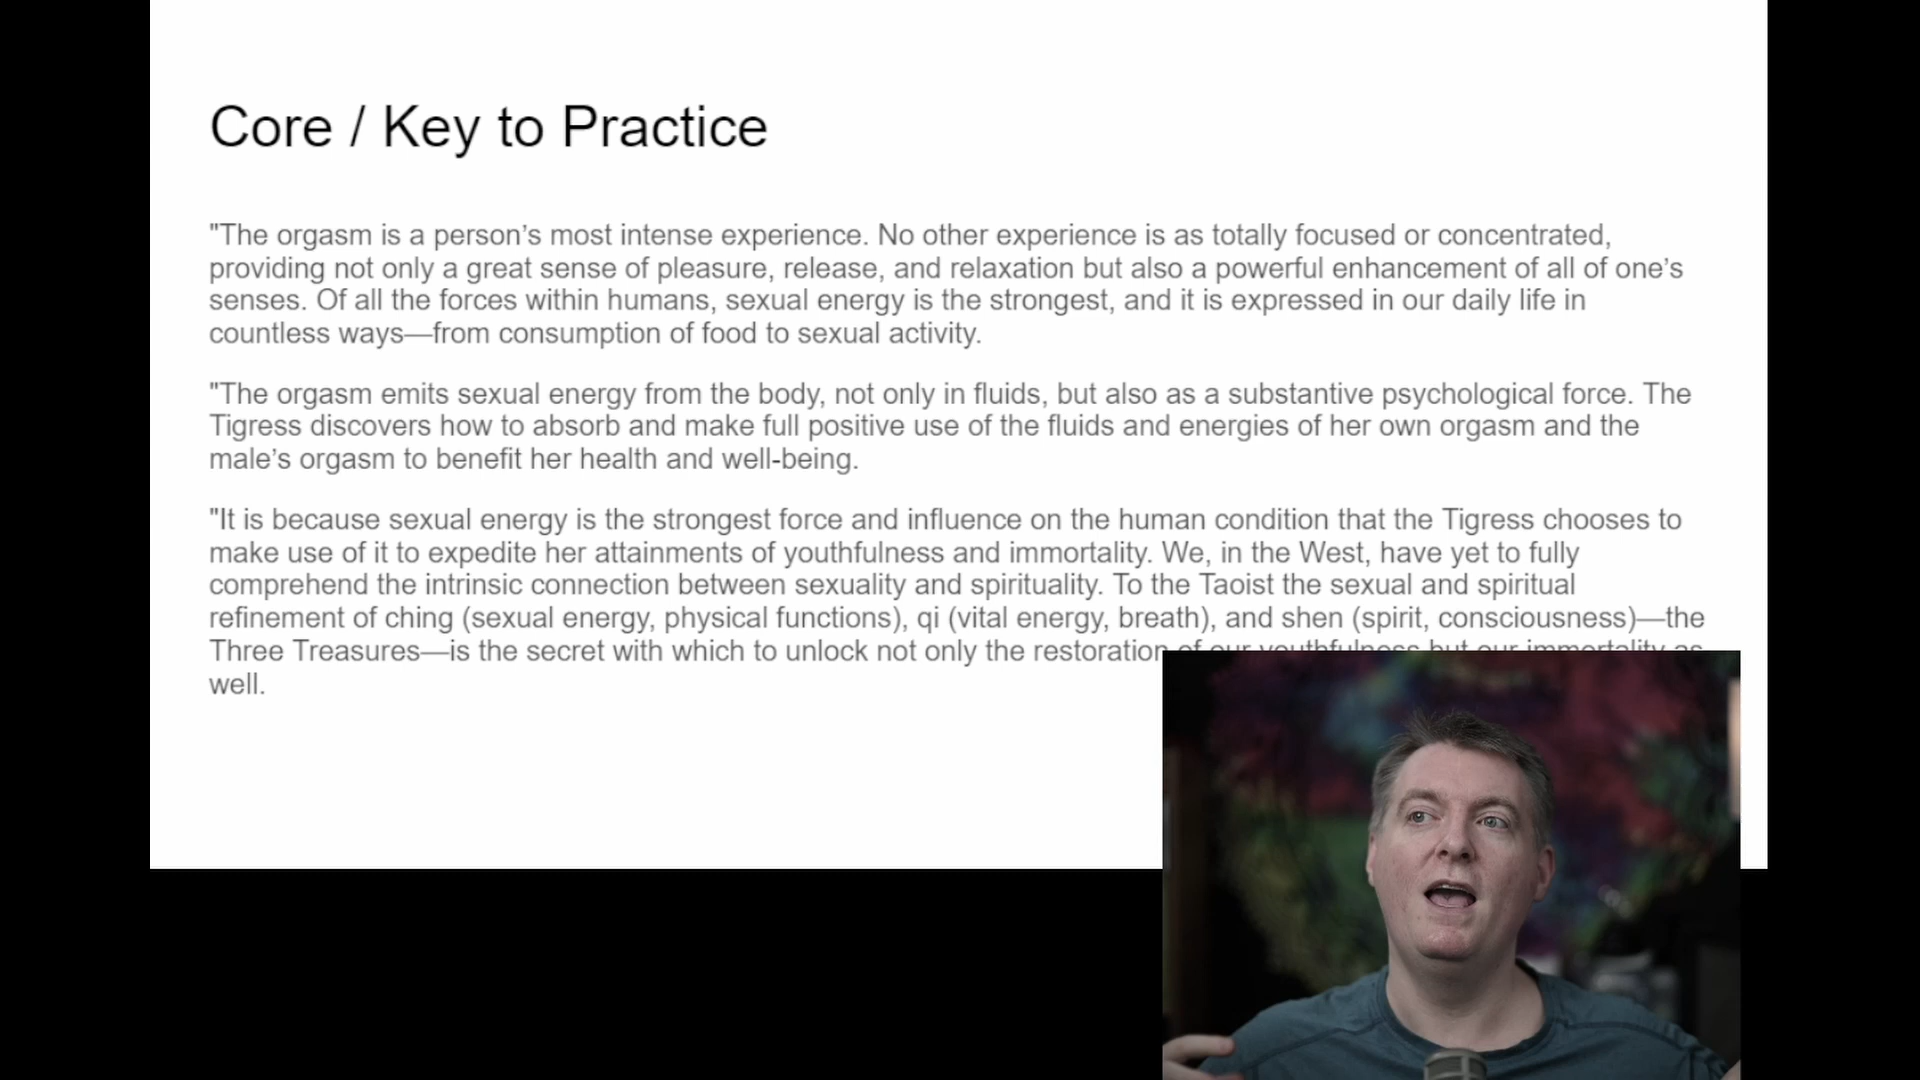 Core / Key to Practice
"The orgasm is a person’s most intense experience. No other experience is as totally focused or concentrated,
providing not only a great sense of pleasure, release, and relaxation but also a powerful enhancement of all of one’s
senses. Of all the forces within humans, sexual energy is the strongest, and it is expressed in our daily life in
countless ways—from consumption of food to sexual activity.
"The orgasm emits sexual energy from the body, not only in fluids, but also as a substantive psychological force. The
Tigress discovers how to absorb and make full positive use of the fluids and energies of her own orgasm and the
male’s orgasm to benefit her health and well-being.
"It is because sexual energy is the strongest force and influence on the human condition that the Tigress chooses to
make use of it to expedite her attainments of youthfulness and immortality. We, in the West, have yet to fully
comprehend the intrinsic connection between sexuality and spirituality. To the Taoist the sexual and spiritual
refinement of ching (sexual energy, physical functions), qi (vital energy, breath), and shen (spirit, consciousness)—the
Three Treasures—is the secret with which to unlock not only the restoration of our youthfulness but our immortality as
well.